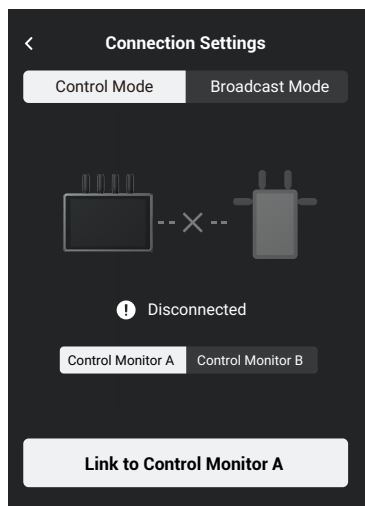 Connection Settings
Control Mode Broadcast Mode
Disconnected
Control Monitor A Control Monitor B
Link to Control Monitor A